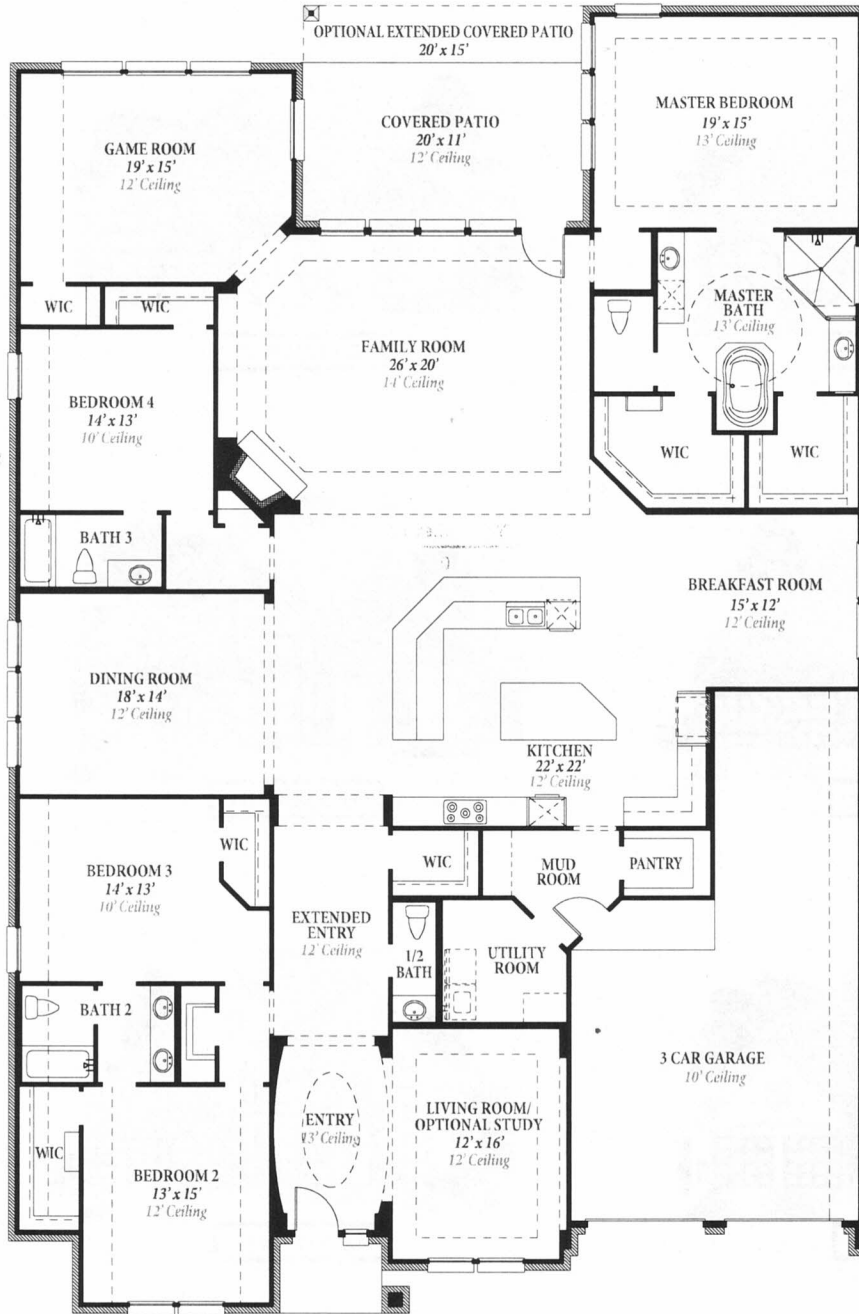 OPTIONAL EXTENDED COVERED PATIO
20' x 15'
COVERED PATIO
20' x 11'
12' Ceiling
MASTER BEDROOM
19' x 15'
13' Ceiling
GAME ROOM
19' x 15'
12' Ceiling
WIC
WIC
MASTER
BATH
13' Ceiling
FAMILY ROOM
26' x 20'
14' Ceiling
BEDROOM 4
14' x 13'
10' Ceiling
WIC
WIC
BATH 3
BREAKFAST ROOM
15' x 12'
12' Ceiling
DINING ROOM
18' x 14'
12' Ceiling
KITCHEN
22' x 22'
12' Ceiling
WIC
BEDROOM 3
14' x 13'
10' Ceiling
WIC
MUD
ROOM
PANTRY
EXTENDED
ENTRY
12' Ceiling
1/2
BATH
UTILITY
ROOM
BATH 2
3 CAR GARAGE
10' Ceiling
ENTRY
13' Ceiling
LIVING ROOM/
OPTIONAL STUDY
12' x 16'
12' Ceiling
WIC
BEDROOM 2
13' x 15'
12' Ceiling